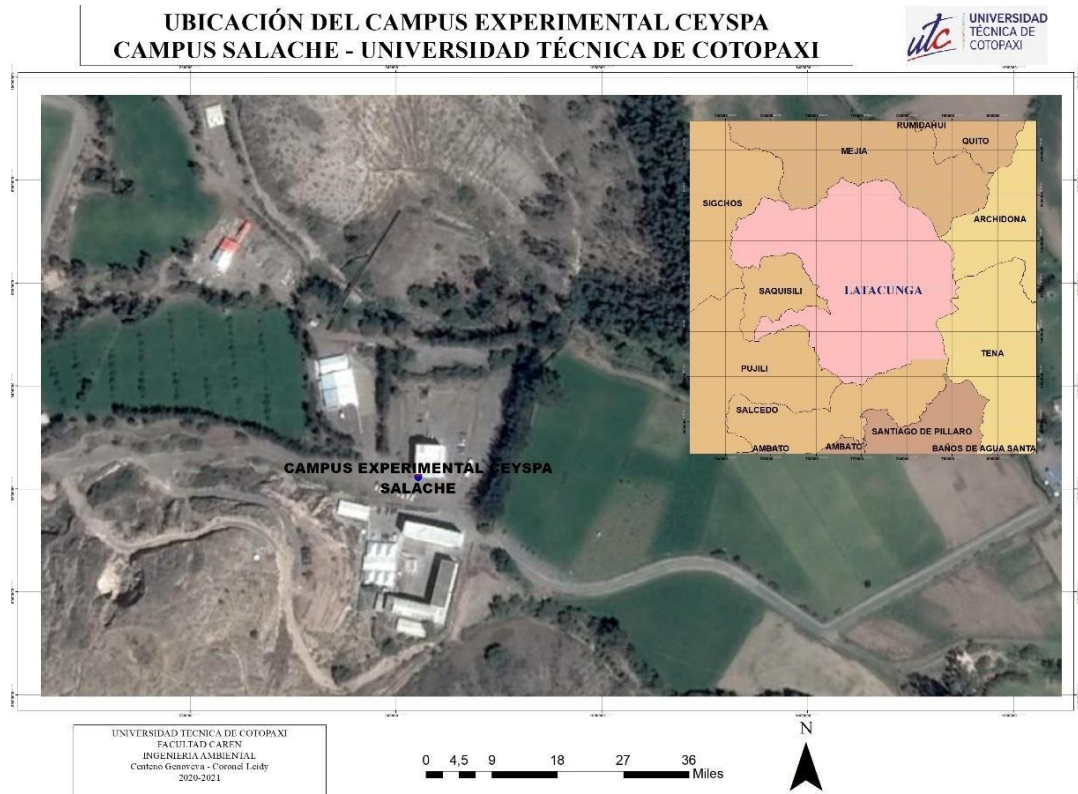 UBICACIÓN DEL CAMPUS EXPERIMENTAL CEYSPA
CAMPUS SALACHE - UNIVERSIDAD TÉCNICA DE COTOPAXI
utc
UNIVERSIDAD
TÉCNICA DE
COTOPAXI
RUMIDAHUI
QUITO
MEJIA
SIGCHOS
ARCHIDONA
SAQUISILI
LATACUNGA
TENA
PUJILI
SALCEDO
SANTIAGO DE PILLARO
AMBATO
AMBATO
BAÑOS DE AGUA SANTA
CAMPUS EXPERIMENTAL CEYSPA
SALACHE
UNIVERSIDAD TECNICA DE COTOPAXI
FACULTAD CAREN
INGENIERIA AMBIENTAL
Centeno Genoveva - Coronel Leidy
2020-2021
0 4,5 9 18 27 36
Miles
N